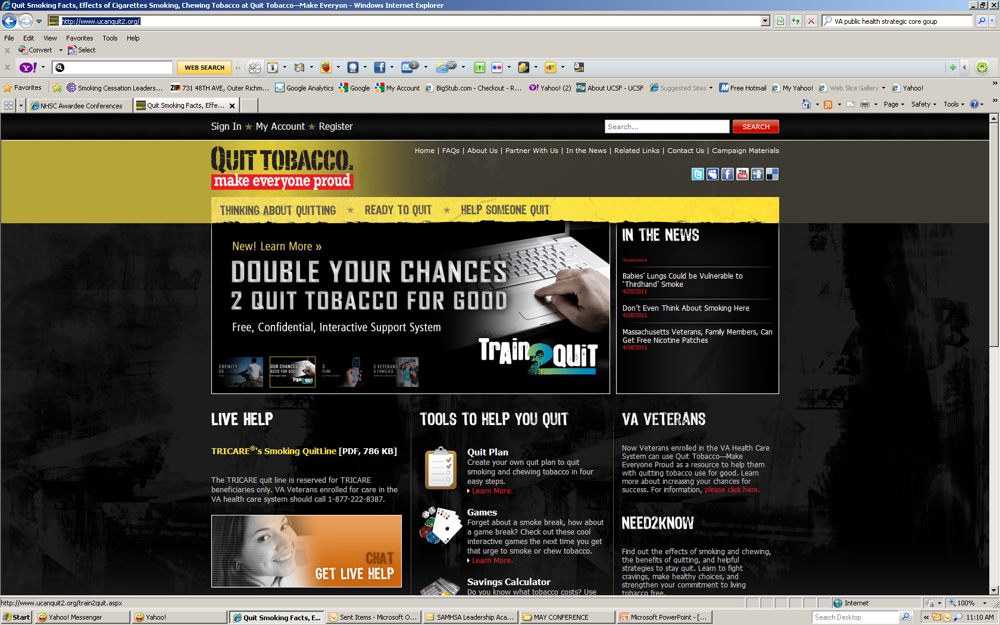 Quit Smoking Facts, Effects of Cigarettes Smoking, Chewing Tobacco at Quit Tobacco—Make Everyon - Windows Internet Explorer
http://www.ucanquit2.org/
VA public health strategic core goup
File Edit View Favorites Tools Help
Convert Select
Y! WEB SEARCH 1 3 56°
Favorites Smoking Cessation Leaders... ZIP 731 48TH AVE, Outer Richm... Google Analytics Google My Account BigStub.com - Checkout - R... Yahoo! (2) About UCSF - UCSF Suggested Sites Free Hotmail My Yahoo! Web Slice Gallery Yahoo!
NHSC Awardee Conferences Quit Smoking Facts, Effe... Page Safety Tools
Sign In ★ My Account ★ Register
Search... SEARCH
Home | FAQs | About Us | Partner With Us | In the News | Related Links | Contact Us | Campaign Materials
QUIT TOBACCO.
make everyone proud
You Tube
THINKING ABOUT QUITTING ★ READY TO QUIT ★ HELP SOMEONE QUIT
New! Learn More »
DOUBLE YOUR CHANCES
2 QUIT TOBACCO FOR GOOD
Free, Confidential, Interactive Support System
TRAIN2QUIT
IN THE NEWS
4/20/2011
Babies’ Lungs Could be Vulnerable to
‘Thirdhand’ Smoke
4/20/2011
Don’t Even Think About Smoking Here
4/18/2011
Massachusetts Veterans, Family Members, Can
Get Free Nicotine Patches
4/18/2011
LIVE HELP
TRICARE®'s Smoking QuitLine [PDF, 786 KB]
The TRICARE quit line is reserved for TRICARE
beneficiaries only. VA Veterans enrolled for care in the
VA health care system should call 1-877-222-8387.
CHAT
GET LIVE HELP
TOOLS TO HELP YOU QUIT
Quit Plan
Create your own quit plan to quit
smoking and chewing tobacco in four
easy steps.
Learn More.
Games
Forget about a smoke break, how about
a game break? Check out these cool
interactive games the next time you get
that urge to smoke or chew tobacco.
Learn More.
Savings Calculator
Do you know what tobacco costs? Use
VA VETERANS
Now Veterans enrolled in the VA Health Care
System can use Quit Tobacco—Make
Everyone Proud as a resource to help them
with quitting tobacco use for good. Learn
more about increasing your chances for
success. For information, please click here.
NEED2KNOW
Find out the effects of smoking and chewing,
the benefits of quitting, and helpful
strategies to stay quit. Learn to fight
cravings, make healthy choices, and
strengthen your commitment to living
tobacco free.
http://www.ucanquit2.org/train2quit.aspx Internet 100%
Start Yahoo! Messenger Yahoo! Quit Smoking Facts, E... Sent Items - Microsoft O... SAMHSA Leadership Aca... MAY CONFERENCE Microsoft PowerPoint - [... Search Desktop 11:10 AM